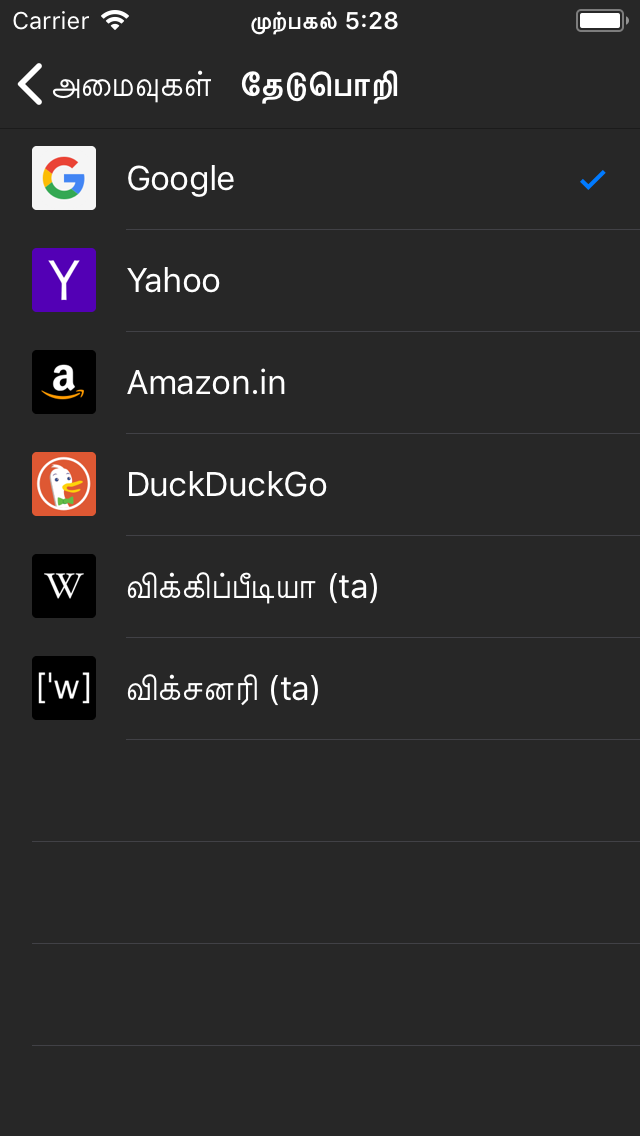 Carrier முற்பகல் 5:28
அமைவுகள் தேடுபொறி
Google
Y Yahoo
a Amazon.in
DuckDuckGo
W விக்கிப்பீடியா (ta)
['w] விக்சனரி (ta)